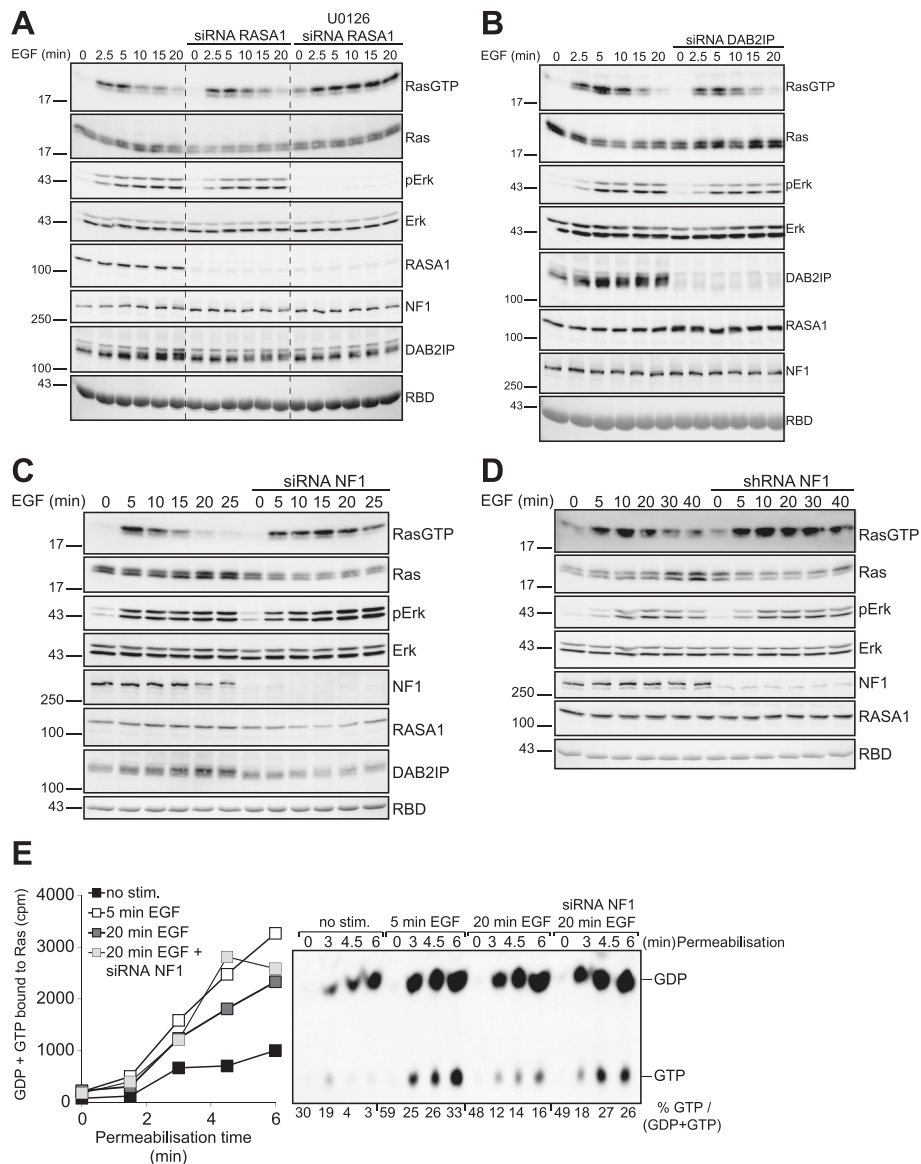 A
siRNA RASA1
U0126
siRNA RASA1
EGF (min) 0 2.5 5 10 15 20 0 2.5 5 10 15 20 0 2.5 5 10 15 20
17 RasGTP
17 Ras
43 pErk
43 Erk
100 RASA1
250 NF1
100 DAB2IP
43 RBD
B
siRNA DAB2IP
EGF (min) 0 2.5 5 10 15 20 0 2.5 5 10 15 20
17 RasGTP
17 Ras
43 pErk
43 Erk
100 DAB2IP
100 RASA1
250 NF1
43 RBD
C
siRNA NF1
EGF (min) 0 5 10 15 20 25 0 5 10 15 20 25
17 RasGTP
17 Ras
43 pErk
43 Erk
250 NF1
100 RASA1
100 DAB2IP
43 RBD
D
shRNA NF1
EGF (min) 0 5 10 20 30 40 0 5 10 20 30 40
17 RasGTP
17 Ras
43 pErk
43 Erk
250 NF1
100 RASA1
43 RBD
E
GDP + GTP bound to Ras (cpm)
4000
3000
2000
1000
0
0 2 4 6
Permeabilisation time
(min)
no stim.
5 min EGF
20 min EGF
20 min EGF +
siRNA NF1
siRNA NF1
no stim. 5 min EGF 20 min EGF 20 min EGF
0 3 4.5 6 0 3 4.5 6 0 3 4.5 6 0 3 4.5 6 (min) Permeabilisation
GDP
GTP
30 19 4 3 59 25 26 33 48 12 14 16 49 18 27 26 % GTP /
(GDP+GTP)